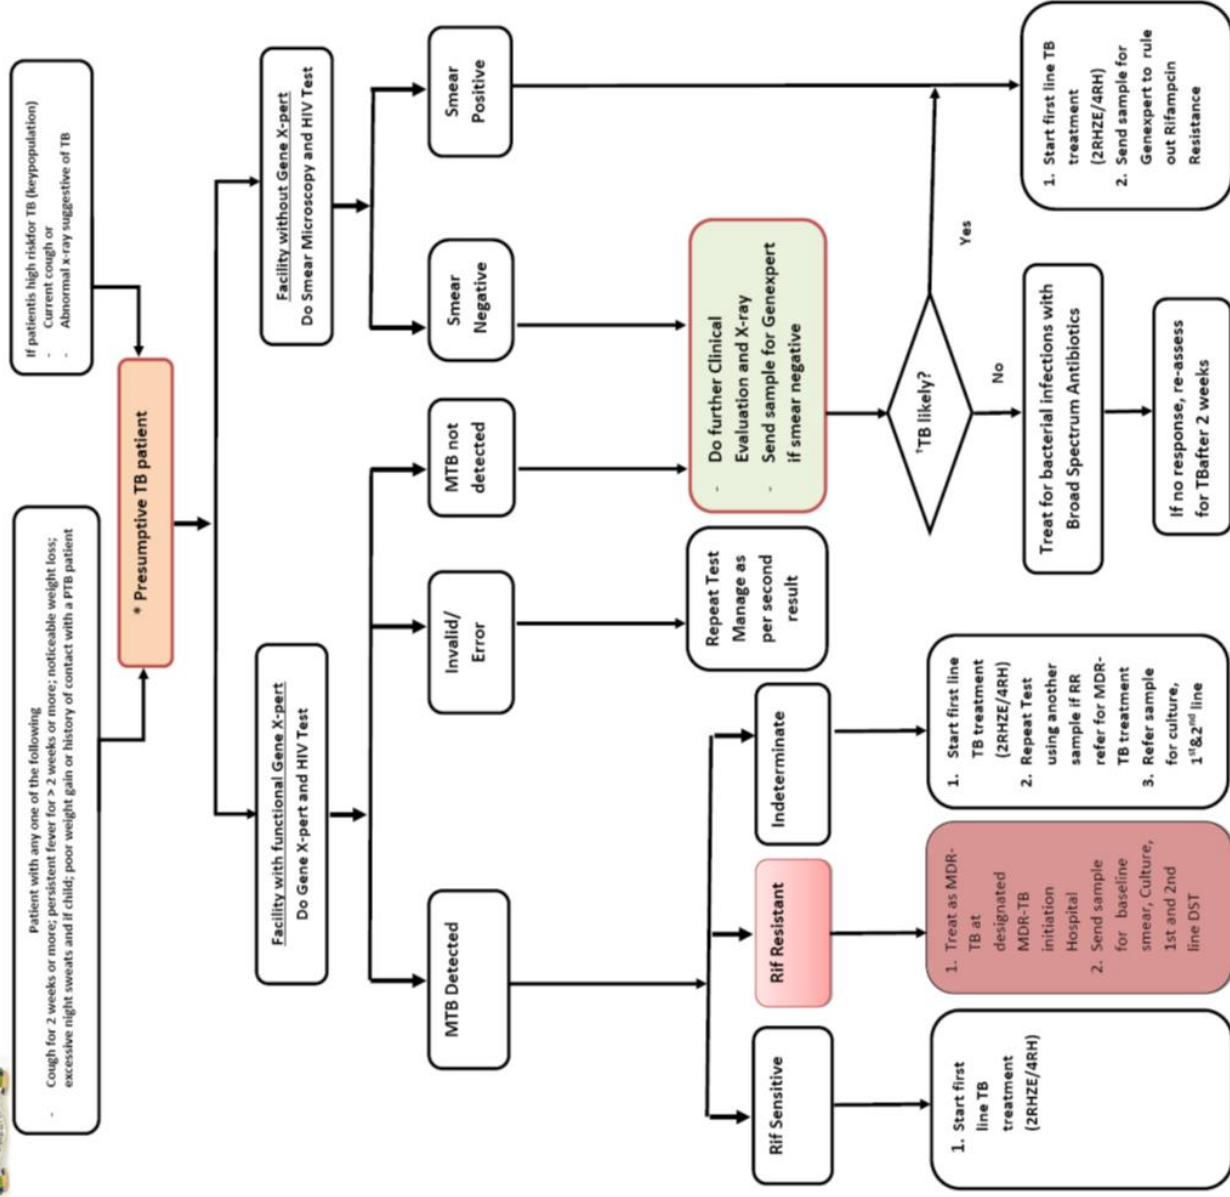 Patient with any one of the following
- Cough for 2 weeks or more; persistent fever for > 2 weeks or more; noticeable weight loss;
excessive night sweats and if child; poor weight gain or history of contact with a PTB patient
If patientis high riskfor TB (keypopulation)
- Current cough or
- Abnormal x-ray suggestive of TB
* Presumptive TB patient
Facility with functional Gene X-pert
Do Gene X-pert and HIV Test
Facility without Gene X-pert
Do Smear Microscopy and HIV Test
MTB Detected
Invalid/
Error
MTB not
detected
Smear
Negative
Smear
Positive
Rif Sensitive
Rif Resistant
Indeterminate
Repeat Test
Manage as
per second
result
- Do further Clinical
Evaluation and X-ray
- Send sample for Genexpert
if smear negative
†TB likely?
Yes
No
1. Start first
line TB
treatment
(2RHZE/4RH)
1. Treat as MDR-
TB at
designated
MDR-TB
initiation
Hospital
2. Send sample
for baseline
smear, Culture,
1st and 2nd
line DST
1. Start first line
TB treatment
(2RHZE/4RH)
2. Repeat Test
using another
sample if RR
refer for MDR-
TB treatment
3. Refer sample
for culture,
1st&2nd line
Treat for bacterial infections with
Broad Spectrum Antibiotics
If no response, re-assess
for TBafter 2 weeks
1. Start first line TB
treatment
(2RHZE/4RH)
2. Send sample for
Genexpert to rule
out Rifampcin
Resistance